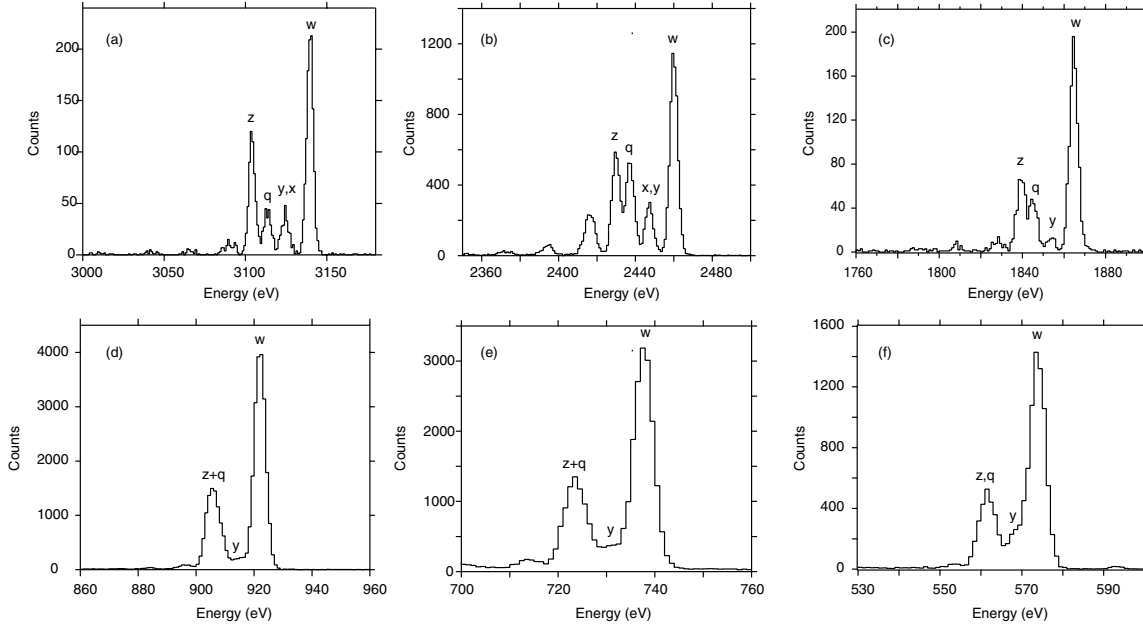 (a)
w
z
q
y,x
200
150
100
50
0
Counts
3000
3050
3100
3150
Energy (eV)
(b)
w
z
q
x,y
1200
800
400
0
Counts
2360
2400
2440
2480
Energy (eV)
(c)
w
z
q
y
200
160
120
80
40
0
Counts
1760
1800
1840
1880
Energy (eV)
(d)
w
z+q
y
4000
3000
2000
1000
0
Counts
860
880
900
920
940
960
Energy (eV)
(e)
w
z+q
y
3000
2000
1000
0
Counts
700
720
740
760
Energy (eV)
(f)
w
z,q
y
1600
1200
800
400
0
Counts
530
550
570
590
Energy (eV)